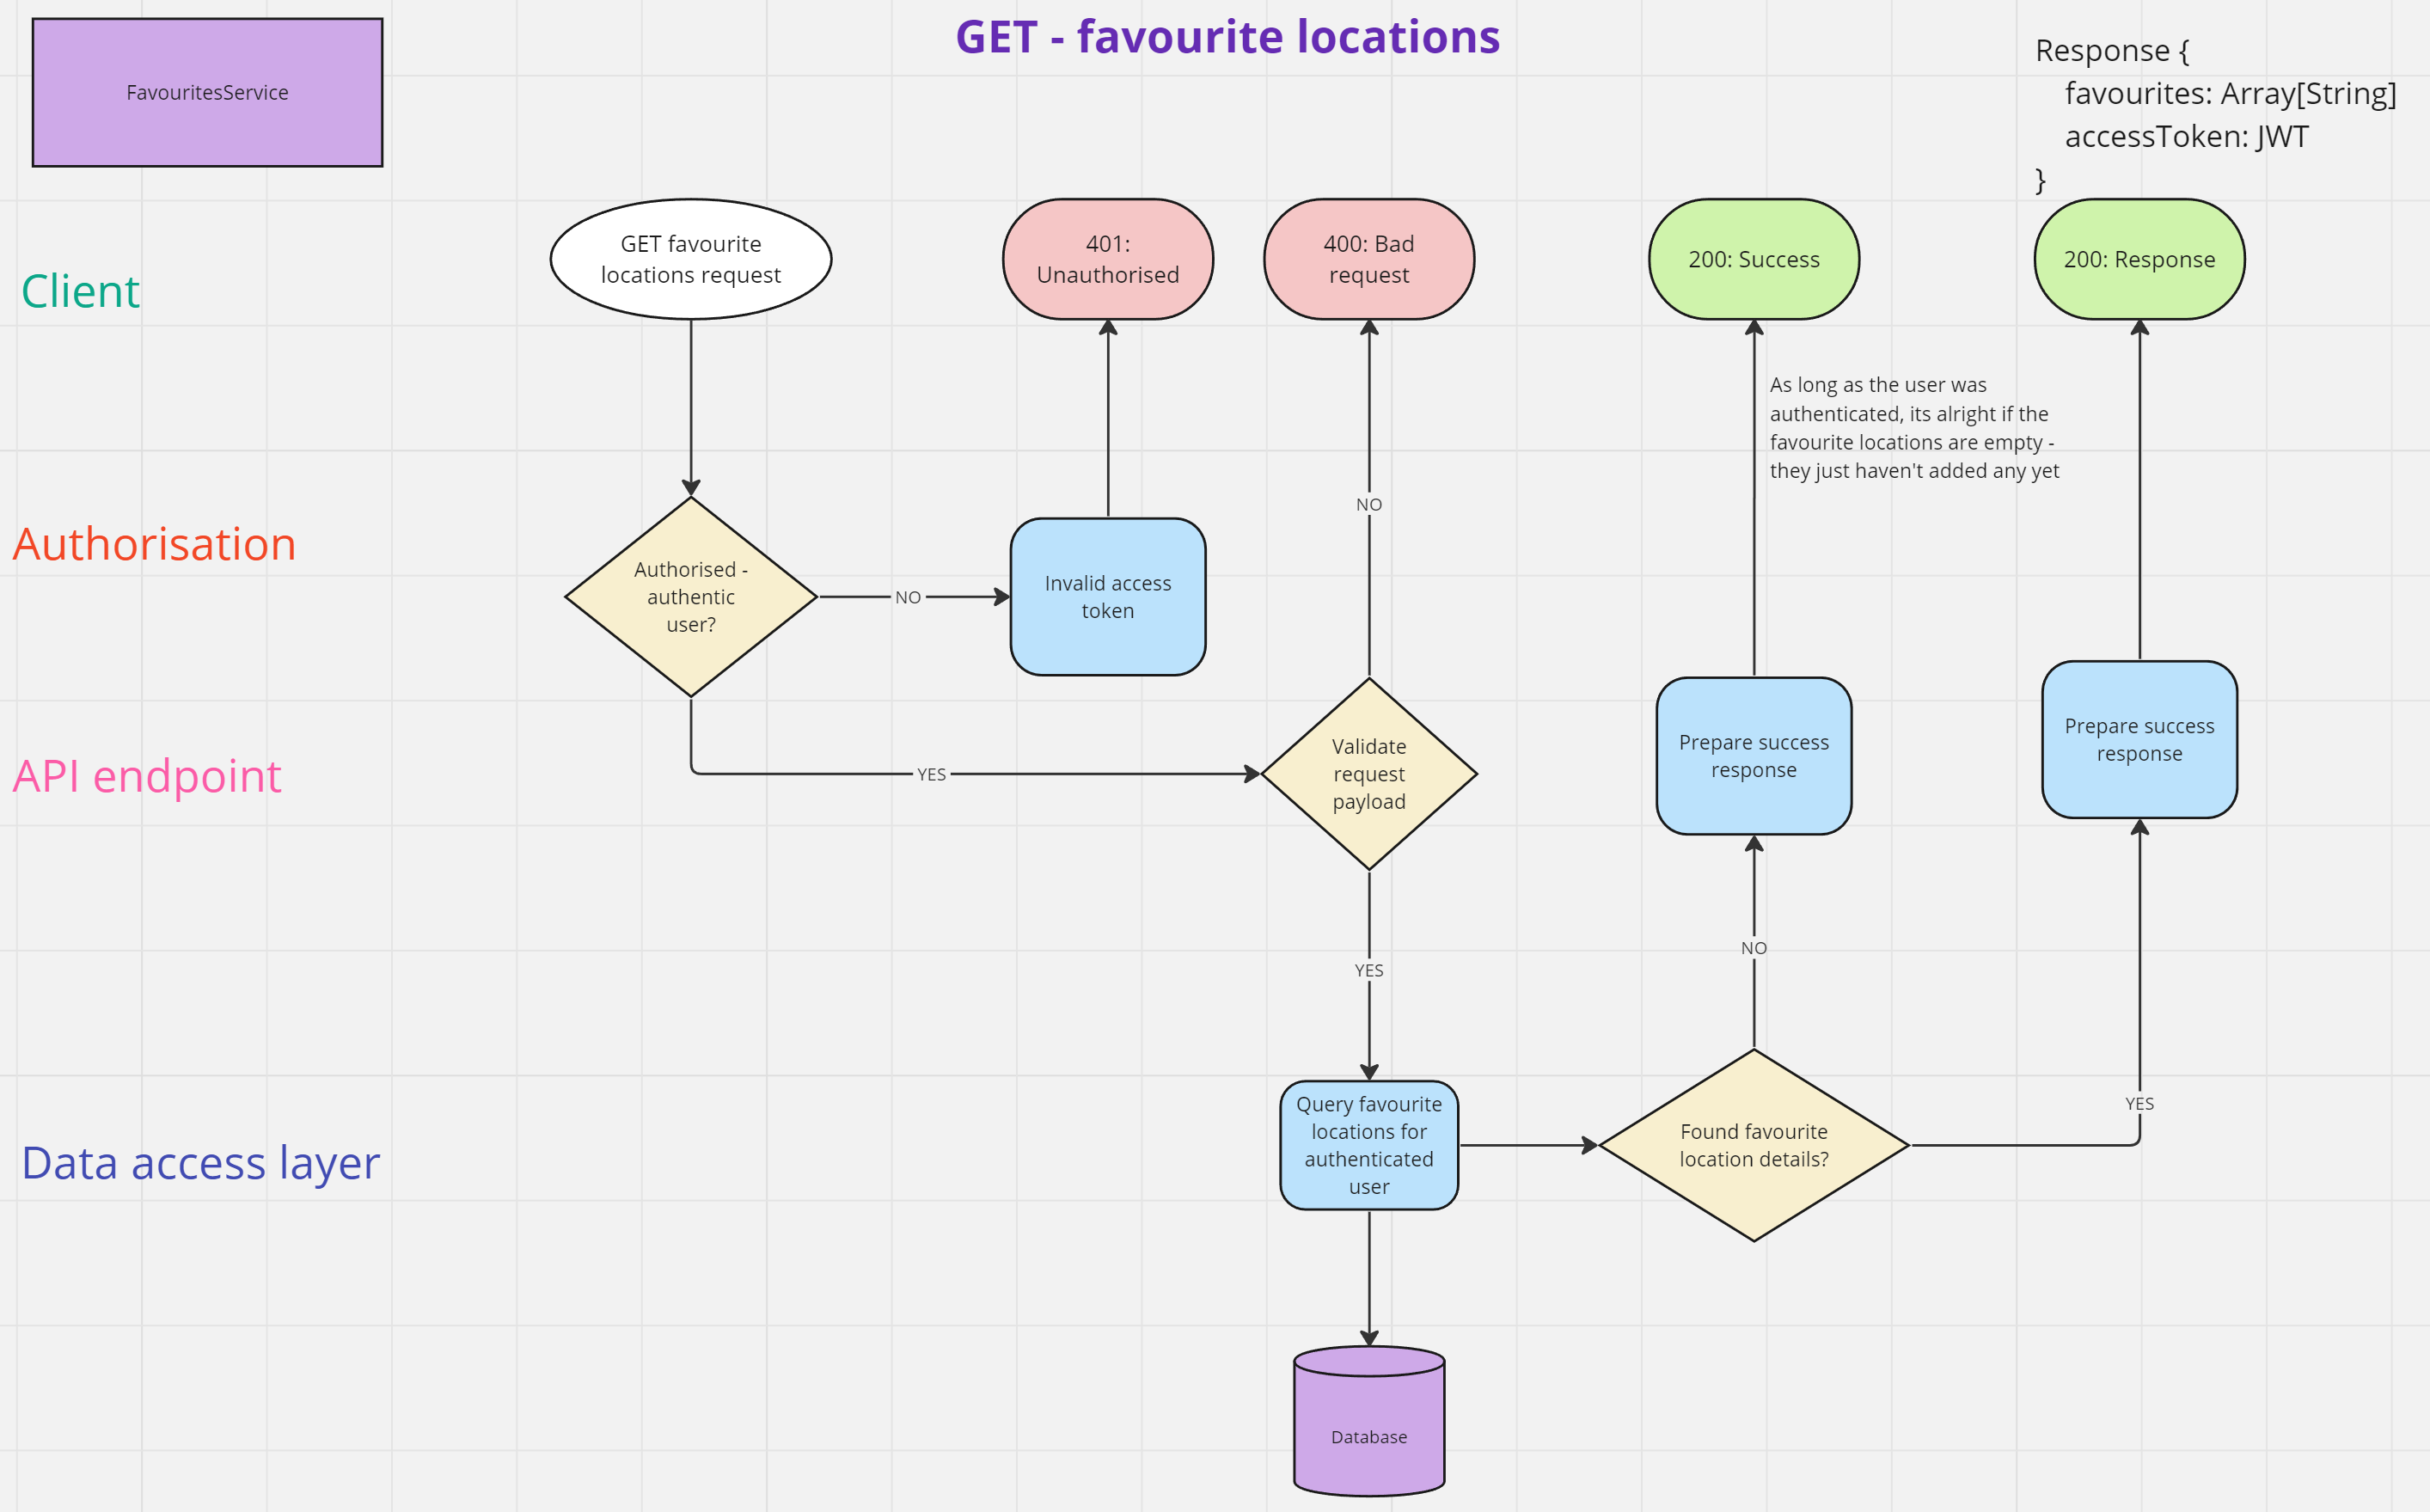 GET - favourite locations
FavouritesService
Response {
favourites: Array[String]
accessToken: JWT
}
Client
GET favourite
locations request
401:
Unauthorised
400: Bad
request
200: Success
200: Response
As long as the user was
authenticated, its alright if the
favourite locations are empty -
they just haven't added any yet
Authorisation
Authorised -
authentic
user?
NO
Invalid access
token
NO
API endpoint
YES
Validate
request
payload
Prepare success
response
Prepare success
response
YES
NO
Data access layer
Query favourite
locations for
authenticated
user
Found favourite
location details?
YES
Database